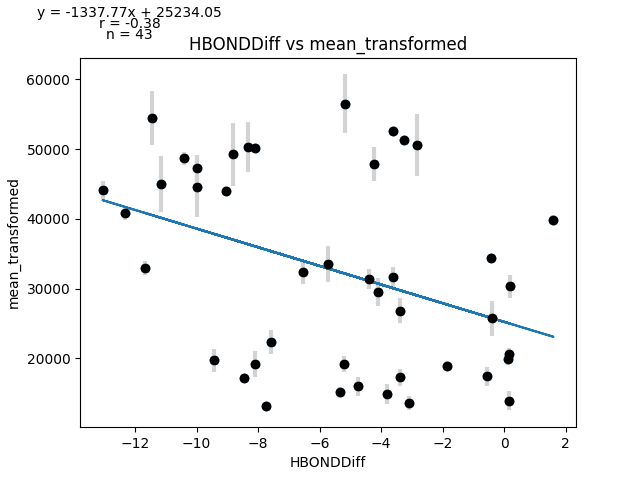 y = -1337.77x + 25234.05
r = -0.38
n = 43
HBONDDiff vs mean_transformed
60000
50000
40000
30000
20000
mean_transformed
−12
−10
−8
−6
−4
−2
0
2
HBONDDiff